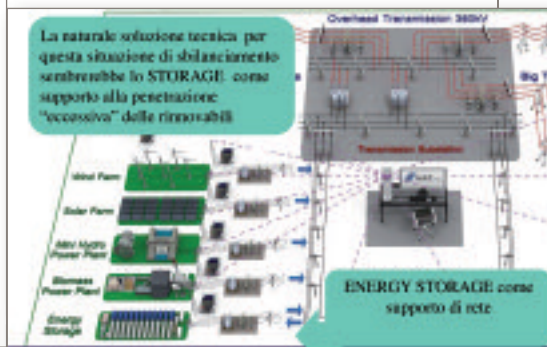 Overhead Transmission 380kV
La naturale soluzione tecnica per
questa situazione di sbilanciamento
sembrerebbe lo STORAGE come
supporto alla penetrazione
"eccessiva" delle rinnovabili
Big
Transmission Substation
Wind Farm
Solar Farm
Mini Hydro
Power Plant
Biomass
Power Plant
Energy
Storage
ENERGY STORAGE come
supporto di rete